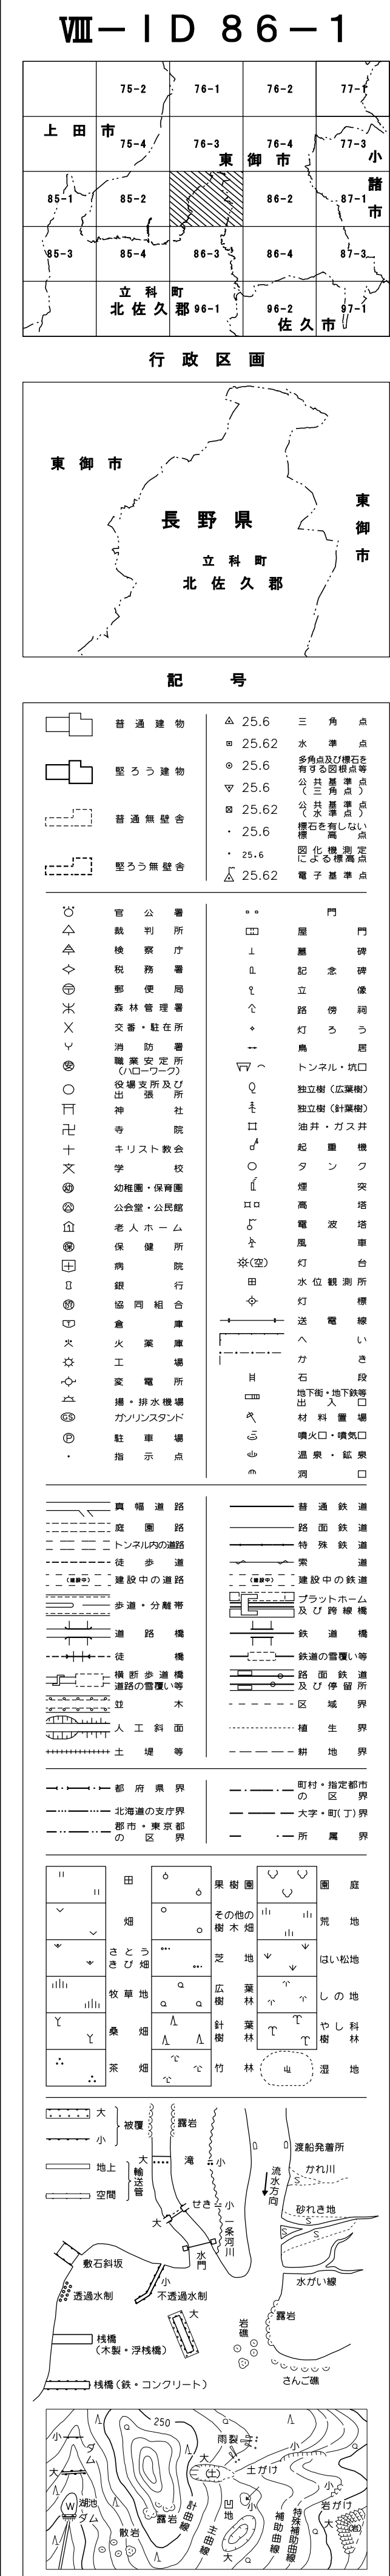 Ⅷ－ＩＤ ８６－１
75-2 76-1 76-2 77-1
上田市
75-4 76-3 76-4 77-3
東御市
小諸市
85-1 85-2 86-2 87-1
85-3 85-4 86-3 86-4 87-3
立科町
北佐久郡 96-1 96-2 97-1
佐久市
行政区画
東御市
長野県
東御市
立科町
北佐久郡
記号
普通建物
堅ろう建物
普通無壁舎
堅ろう無壁舎
25.6 三角点
25.62 水準点
25.6 多角点及び標石を
有する図根点等
25.6 公共基準点
(三角点)
25.62 公共基準点
(水準点)
25.6 標石を有しない
標高点
25.6 図化機測定
による標高点
25.62 電子基準点
官公署
裁判所
検察庁
税務署
郵便局
森林管理署
交番・駐在所
消防署
職業安定所
(ハローワーク)
役場支所及び
出張所
神社
寺院
キリスト教会
学校
幼稚園・保育園
公会堂・公民館
老人ホーム
保健所
病院
銀行
協同組合
倉庫
火薬庫
工場
変電所
揚・排水機場
GS ガソリンスタンド
P 駐車場
指示点
門
屋門
墓碑
記念碑
立像
路傍祠
灯ろう
鳥居
トンネル・坑口
独立樹(広葉樹)
独立樹(針葉樹)
油井・ガス井
起重機
タンク
煙突
高塔
電波塔
風車
(空) 灯台
水位観測所
灯標
送電線
へい
かき
石段
地下街・地下鉄等
出入口
材料置場
噴火口・噴気口
温泉・鉱泉
洞口
真幅道路
庭園路
トンネル内の道路
徒歩道
(建設中) 建設中の道路
歩道・分離帯
道路橋
徒橋
横断歩道橋
道路の雪覆い等
並木
人工斜面
土堤等
普通鉄道
路面鉄道
特殊鉄道
索道
(建設中) 建設中の鉄道
プラットホーム
及び跨線橋
鉄道橋
鉄道の雪覆い等
路面鉄道
及び停留所
区域界
植生界
耕地界
都府県界
北海道の支庁界
郡市・東京都
の区界
町村・指定都市
の区界
大字・町(丁)界
所属界
田
畑
さとう
きび畑
牧草地
桑畑
茶畑
果樹園
その他の
樹木畑
芝地
広葉
樹林
針葉
樹林
竹林
園庭
荒地
はい松地
しの地
やし科
樹林
湿地
大
小
被覆
地上
空間
輸送管
露岩
大
滝
小
せき
小
大
水門
一条河川
流水方向
渡船発着所
かれ川
砂れき地
S
S
S
水がい線
敷石斜坂
透過水制
小
不透過水制
大
桟橋
(木製・浮桟橋)
桟橋(鉄・コンクリート)
岩礁
露岩
さんご礁
小
ダム
大
W
湖池
ダム
散岩
250
露岩
計曲線
主曲線
雨裂
大
(土)
土がけ
小
凹地
小
大
補助曲線
特殊補助曲線
小
岩がけ
大
(岩)